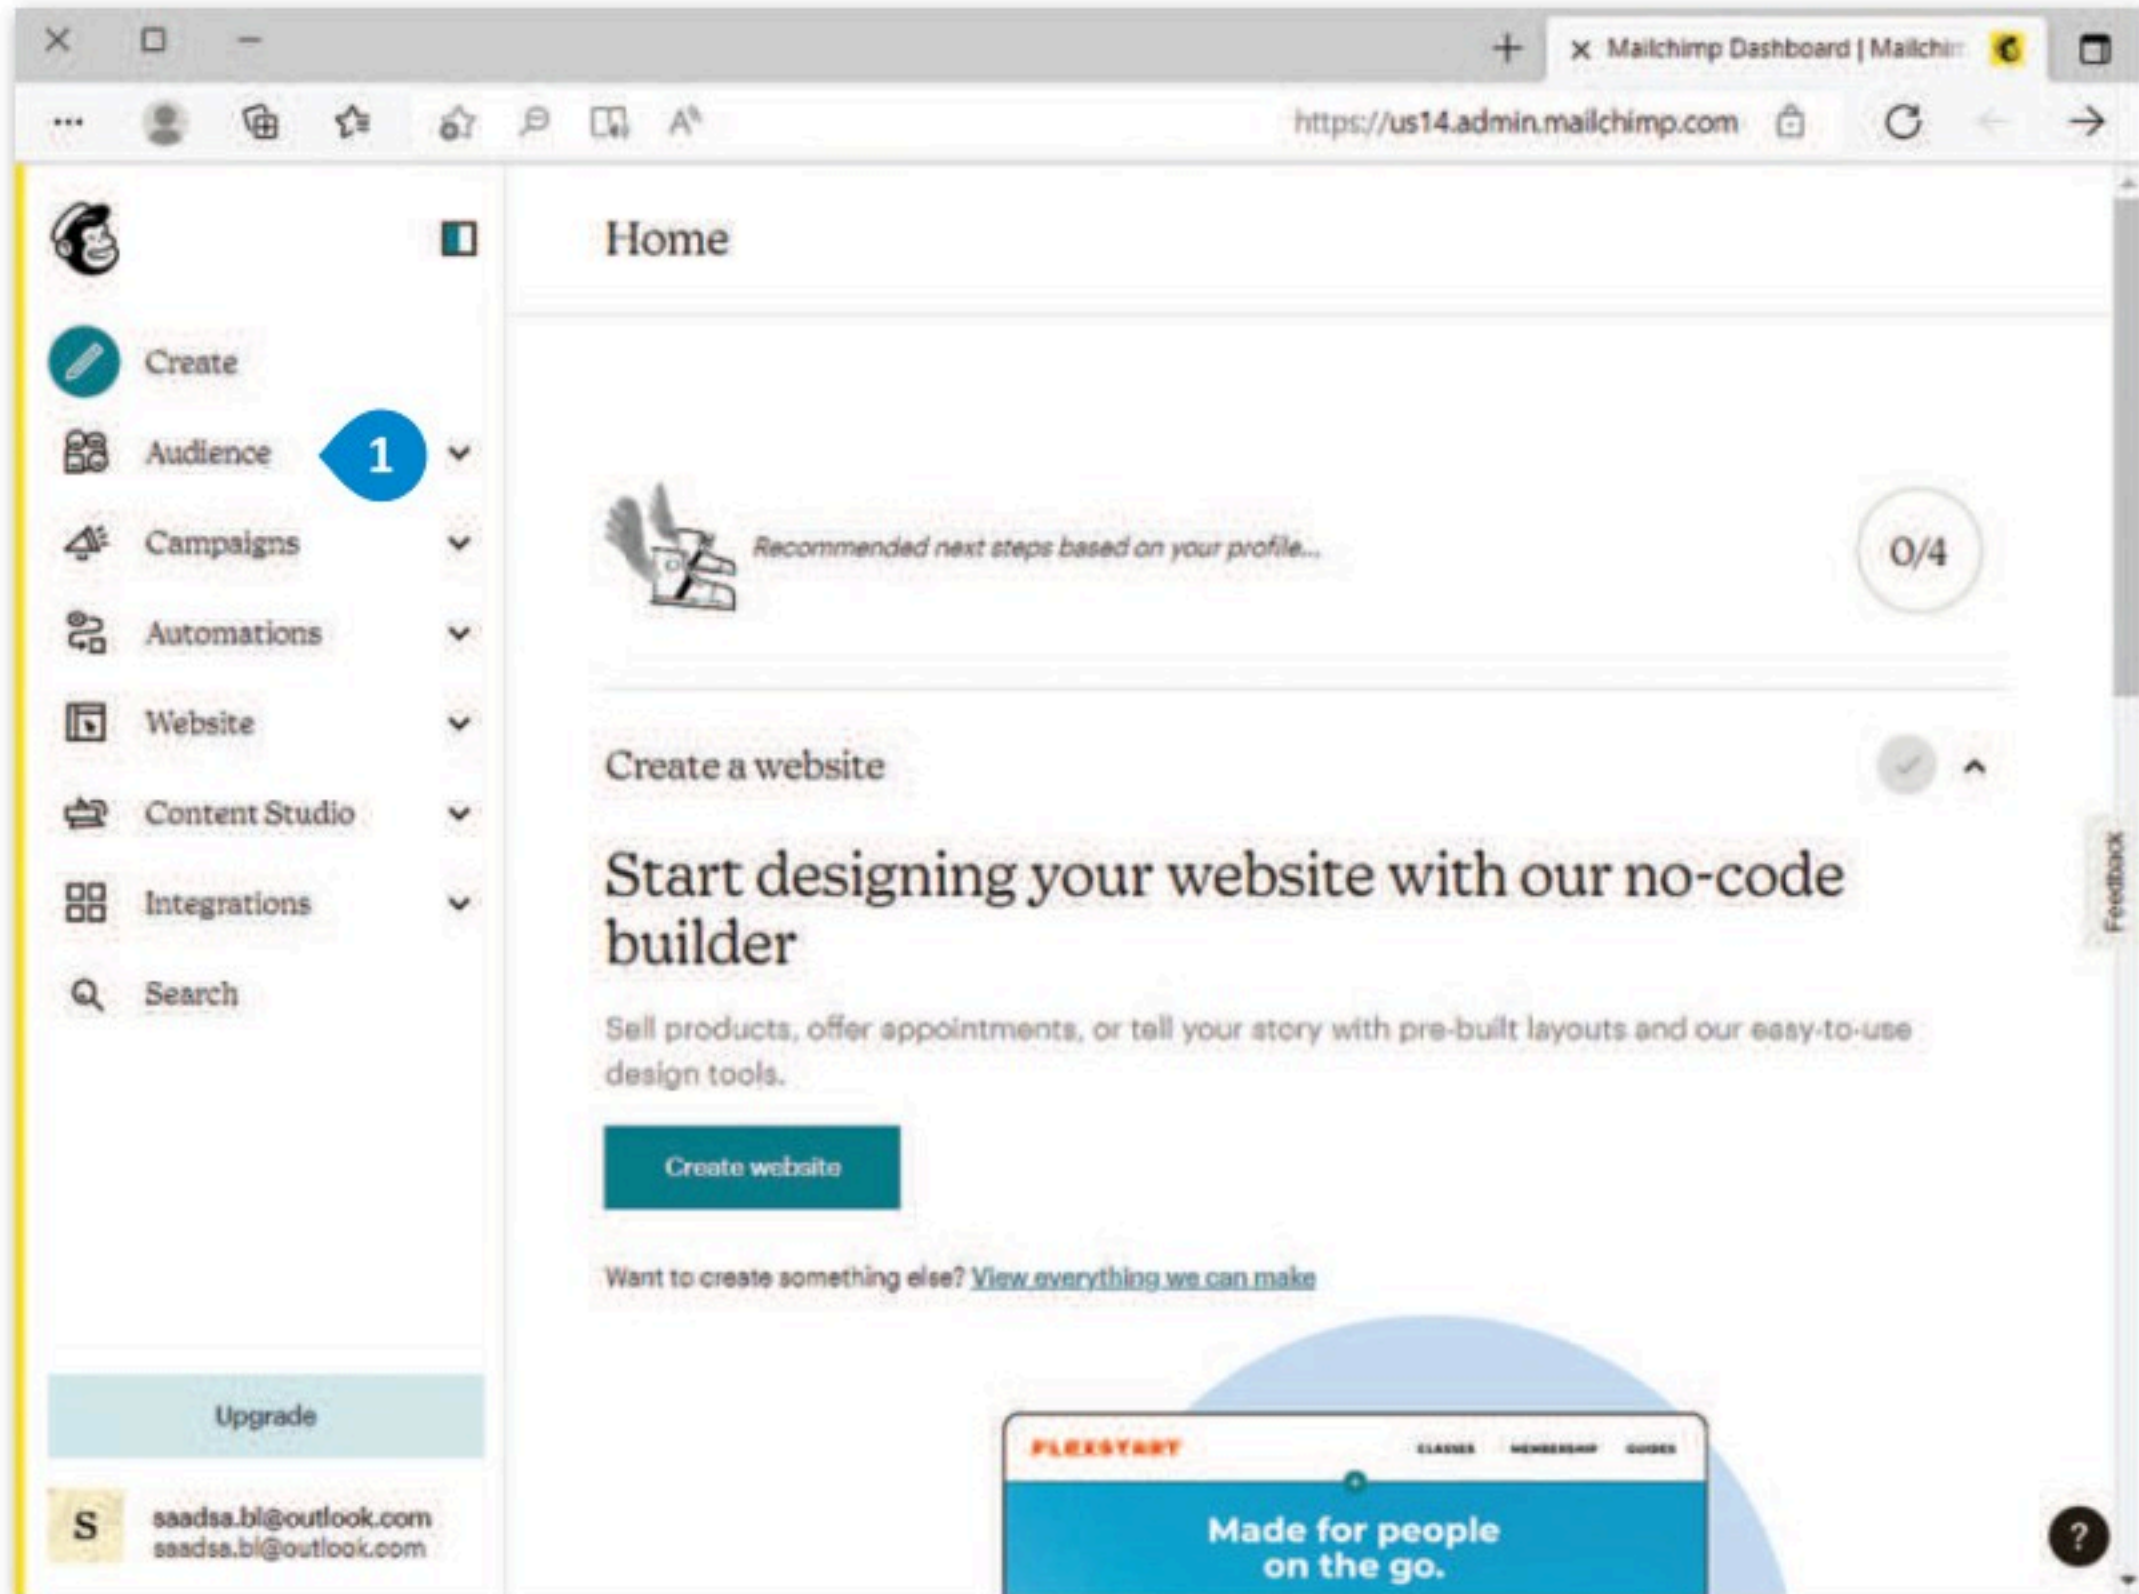 Mailchimp Dashboard | Mailchim
https://us14.admin.mailchimp.com
Home
Create
Audience
1
Campaigns
Automations
Website
Content Studio
Integrations
Search
Upgrade
S
saadsa.bl@outlook.com
saadsa.bl@outlook.com
Recommended next steps based on your profile...
0/4
Create a website
Start designing your website with our no-code
builder
Sell products, offer appointments, or tell your story with pre-built layouts and our easy-to-use
design tools.
Create website
Want to create something else? View everything we can make
FLEXSTART
CLASSES MEMBERSHIP GUIDES
Made for people
on the go.
Feedback
?